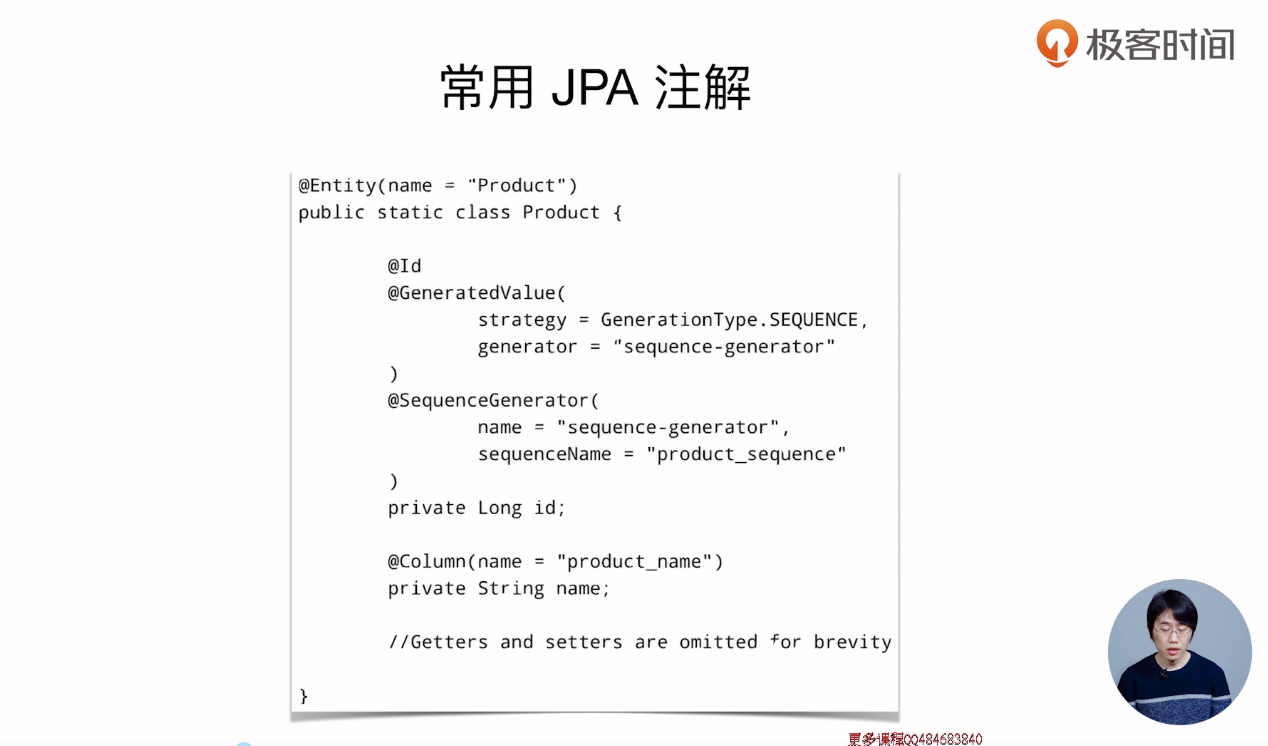 极客时间
常用 JPA 注解
@Entity(name = "Product")
public static class Product {
@Id
@GeneratedValue(
strategy = GenerationType.SEQUENCE,
generator = "sequence-generator"
)
@SequenceGenerator(
name = "sequence-generator",
sequenceName = "product_sequence"
)
private Long id;
@Column(name = "product_name")
private String name;
//Getters and setters are omitted for brevity
}
更多课程QQ484683840